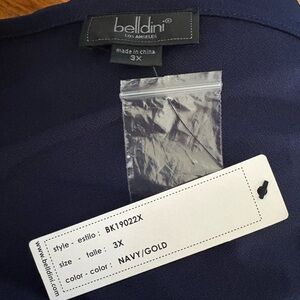 belldini®
LOS ANGELES
made in china
3X
style - estilo : BK19022X
size - talle : 3X
color - color : NAVY/GOLD
www.belldini.com